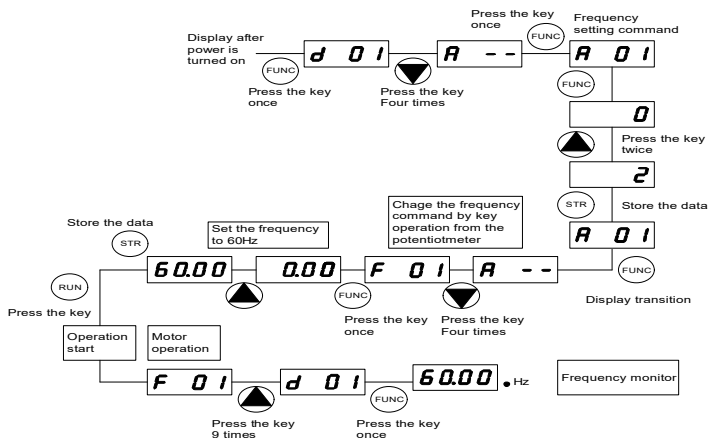 Display after
power is
turned on
FUNC
Press the key
once
d 01
Press the key
Four times
A --
Press the key
once
FUNC
Frequency
setting command
A 01
FUNC
0
Press the key
twice
2
STR
Store the data
A 01
FUNC
Display transition
A --
Press the key
Four times
Chage the frequency
command by key
operation from the
potentiotmeter
F 01
FUNC
Press the key
once
0.00
Set the frequency
to 60Hz
60.00
Store the data
STR
RUN
Press the key
Operation
start
Motor
operation
F 01
Press the key
9 times
d 01
FUNC
Press the key
once
60.00
Hz
Frequency monitor